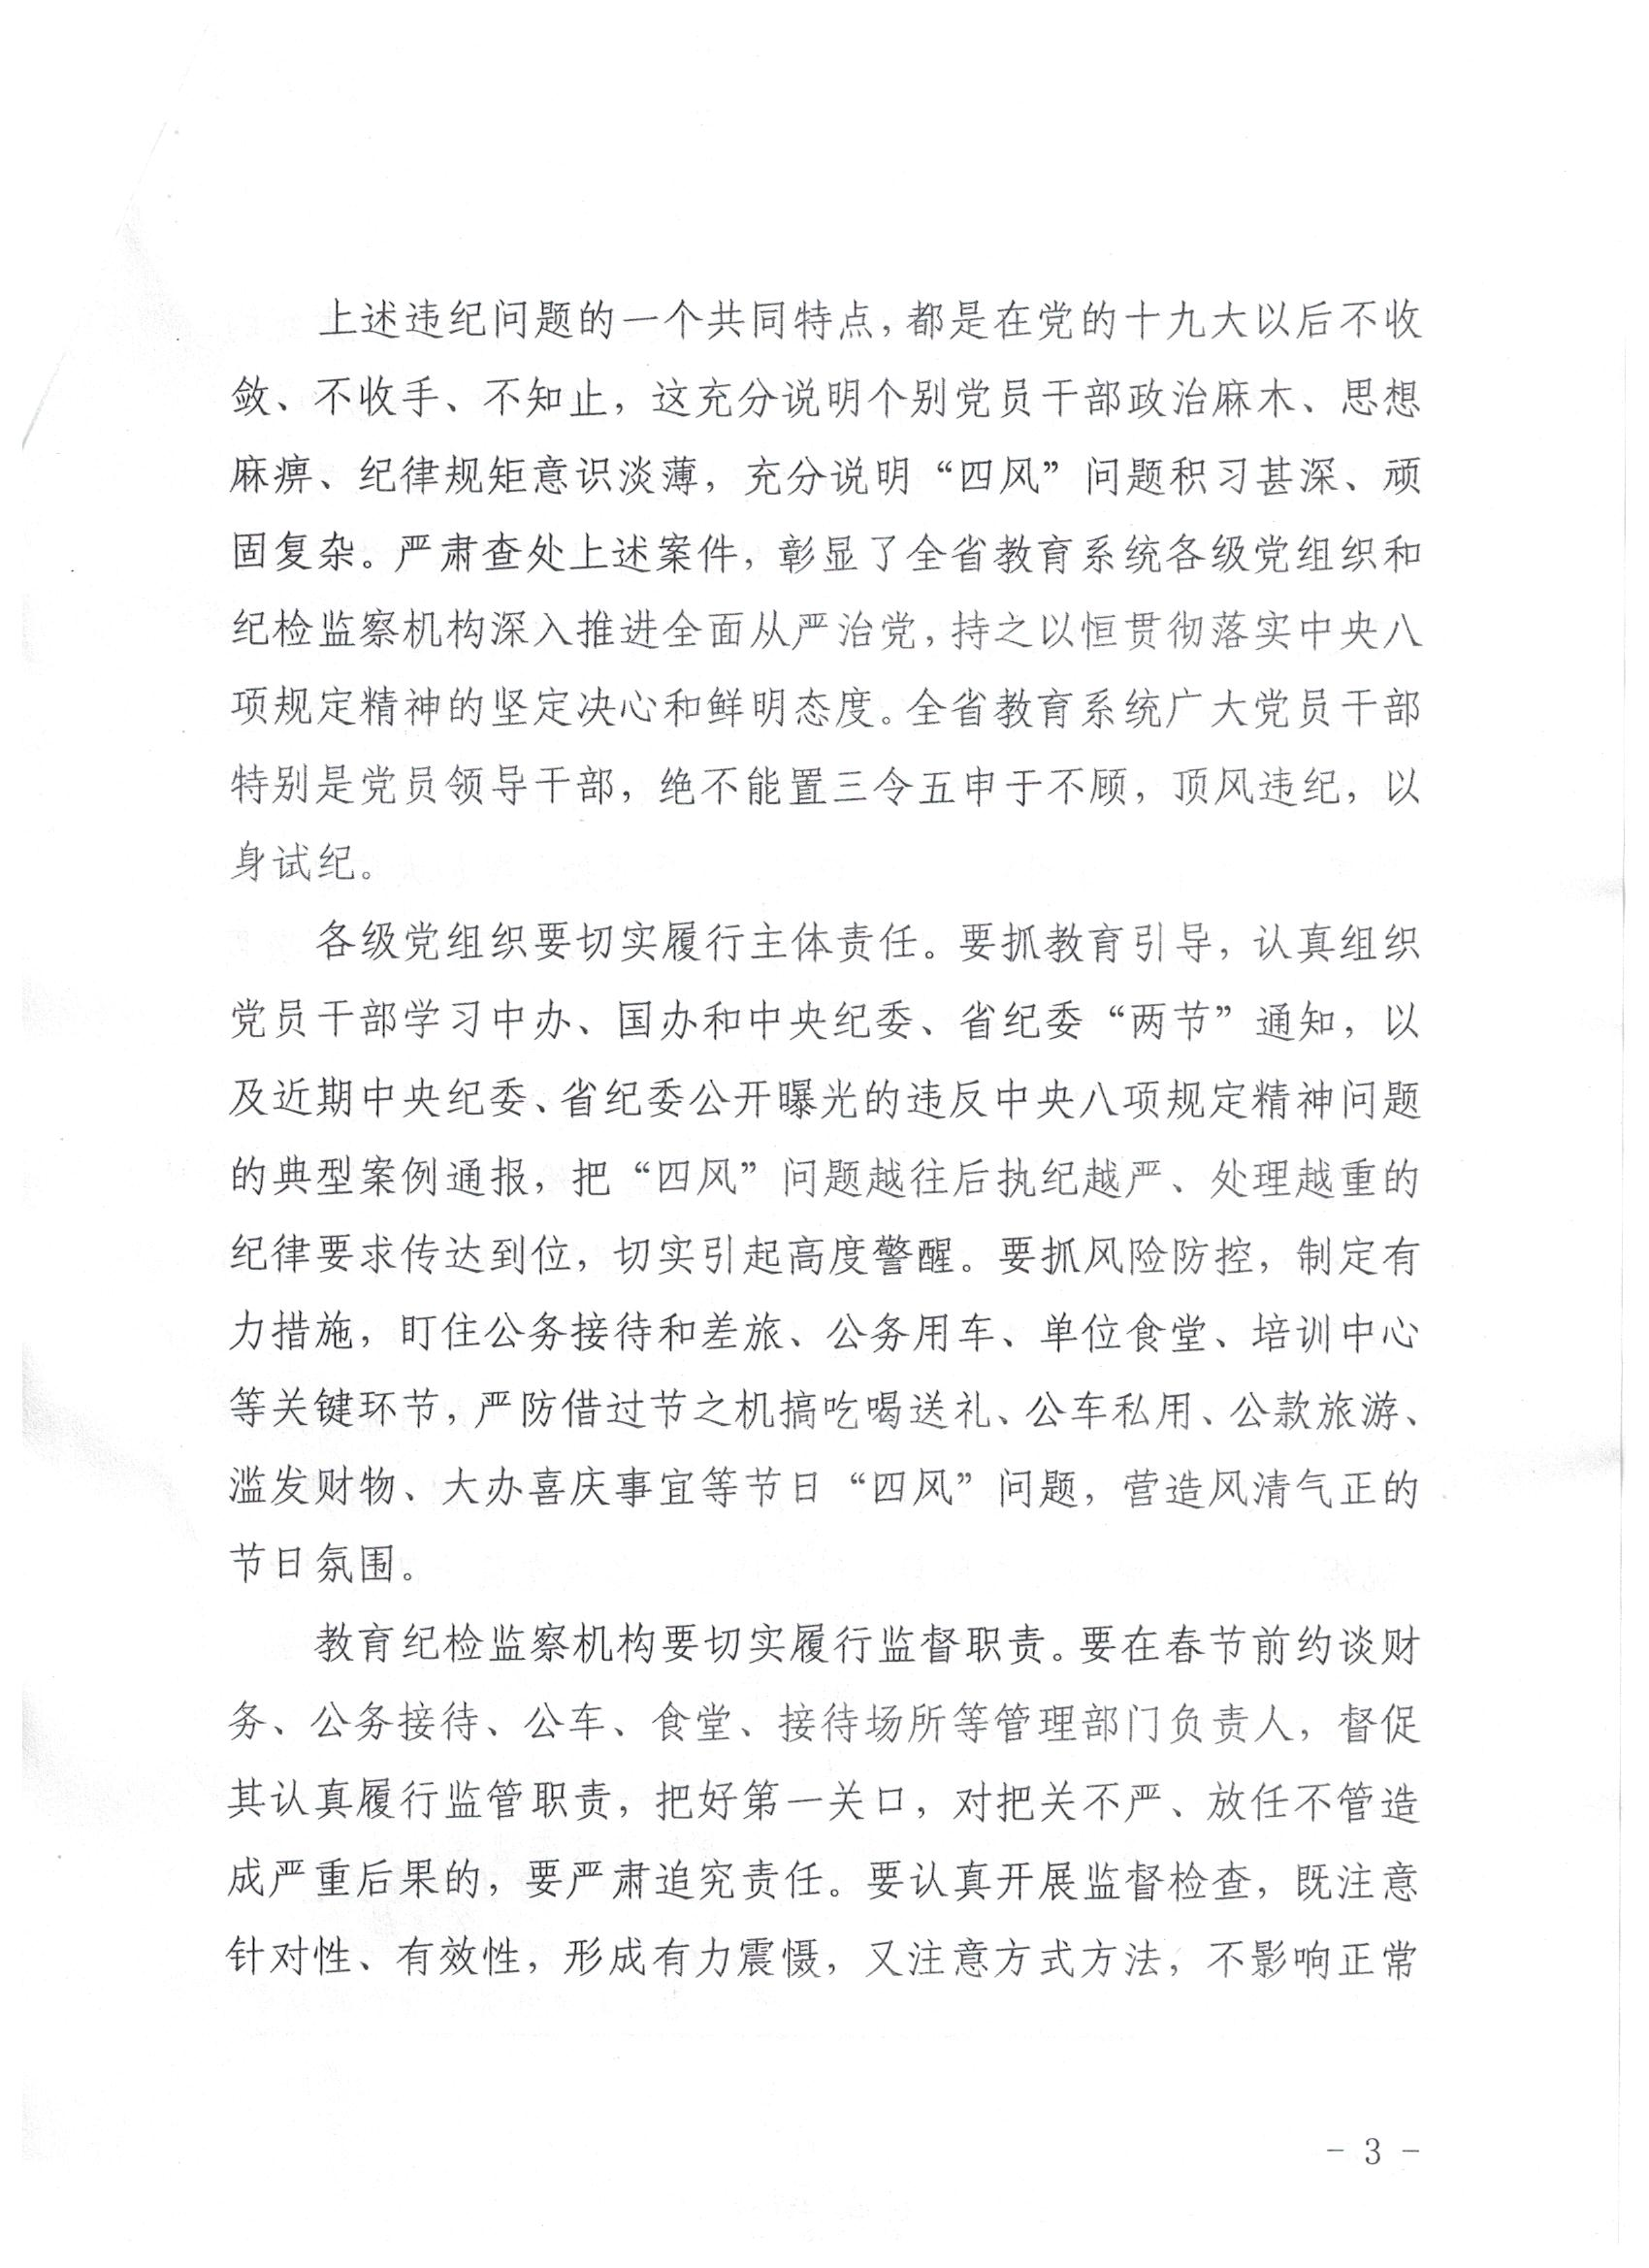 上述违纪问题的一个共同特点，都是在党的十九大以后不收
敛、不收手、不知止，这充分说明个别党员干部政治麻木、思想
麻痹、纪律规矩意识淡薄，充分说明“四风”问题积习甚深、顽
固复杂。严肃查处上述案件，彰显了全省教育系统各级党组织和
纪检监察机构深入推进全面从严治党，持之以恒贯彻落实中央八
项规定精神的坚定决心和鲜明态度。全省教育系统广大党员干部
特别是党员领导干部，绝不能置三令五申于不顾，顶风违纪，以
身试纪。
各级党组织要切实履行主体责任。要抓教育引导，认真组织
党员干部学习中办、国办和中央纪委、省纪委“两节”通知，以
及近期中央纪委、省纪委公开曝光的违反中央八项规定精神问题
的典型案例通报，把“四风”问题越往后执纪越严、处理越重的
纪律要求传达到位，切实引起高度警醒。要抓风险防控，制定有
力措施，盯住公务接待和差旅、公务用车、单位食堂、培训中心
等关键环节，严防借过节之机搞吃喝送礼、公车私用、公款旅游、
滥发财物、大办喜庆事宜等节日“四风”问题，营造风清气正的
节日氛围。
教育纪检监察机构要切实履行监督职责。要在春节前约谈财
务、公务接待、公车、食堂、接待场所等管理部门负责人，督促
其认真履行监管职责，把好第一关口，对把关不严、放任不管造
成严重后果的，要严肃追究责任。要认真开展监督检查，既注意
针对性、有效性，形成有力震慑，又注意方式方法，不影响正常
- 3 -